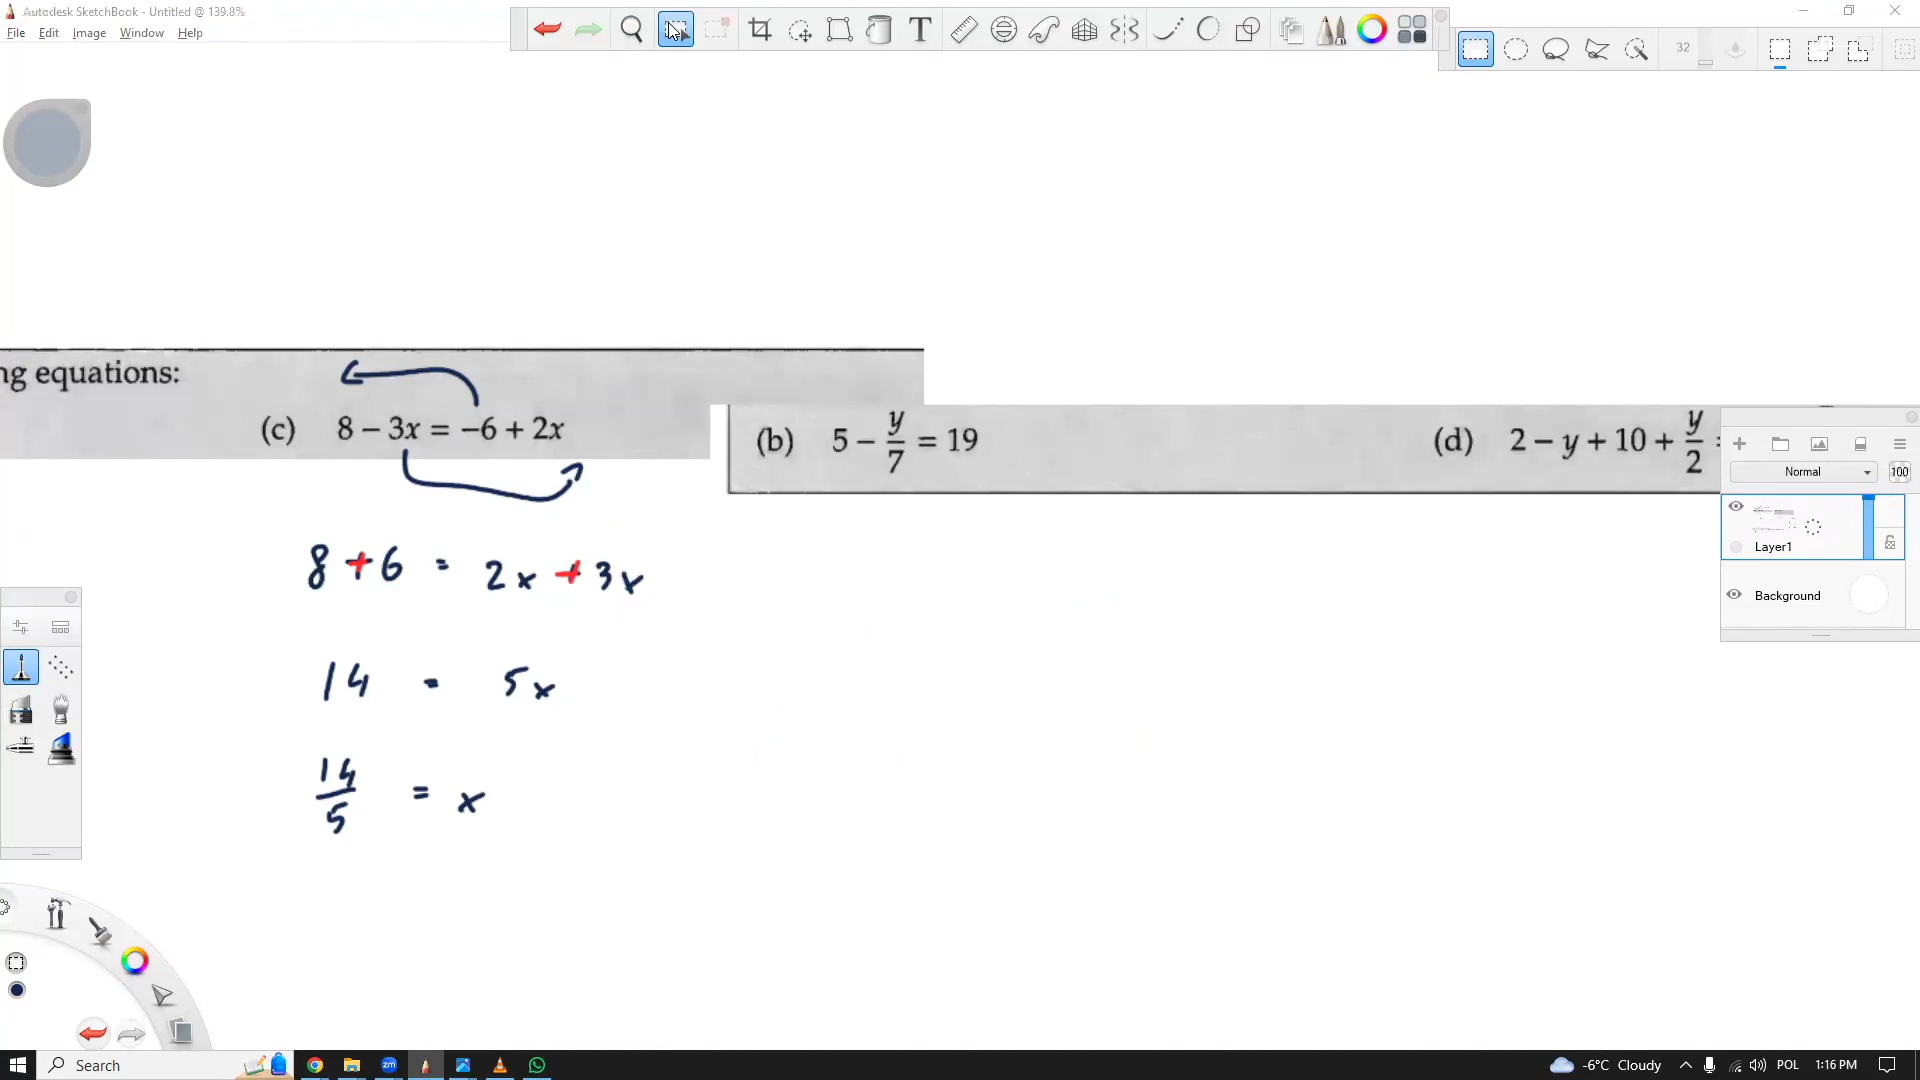 Autodesk SketchBook - Untitled @ 139.8%
File Edit Image Window Help
T
32
ng equations:
(c) 8 − 3x = −6 + 2x
(b) 5 − y/7 = 19
(d) 2 − y + 10 + y/2
Normal
100
Layer1
Background
8 + 6 = 2x + 3x
14 = 5x
14/5 = x
Search
zm
-6°C Cloudy
POL
1:16 PM